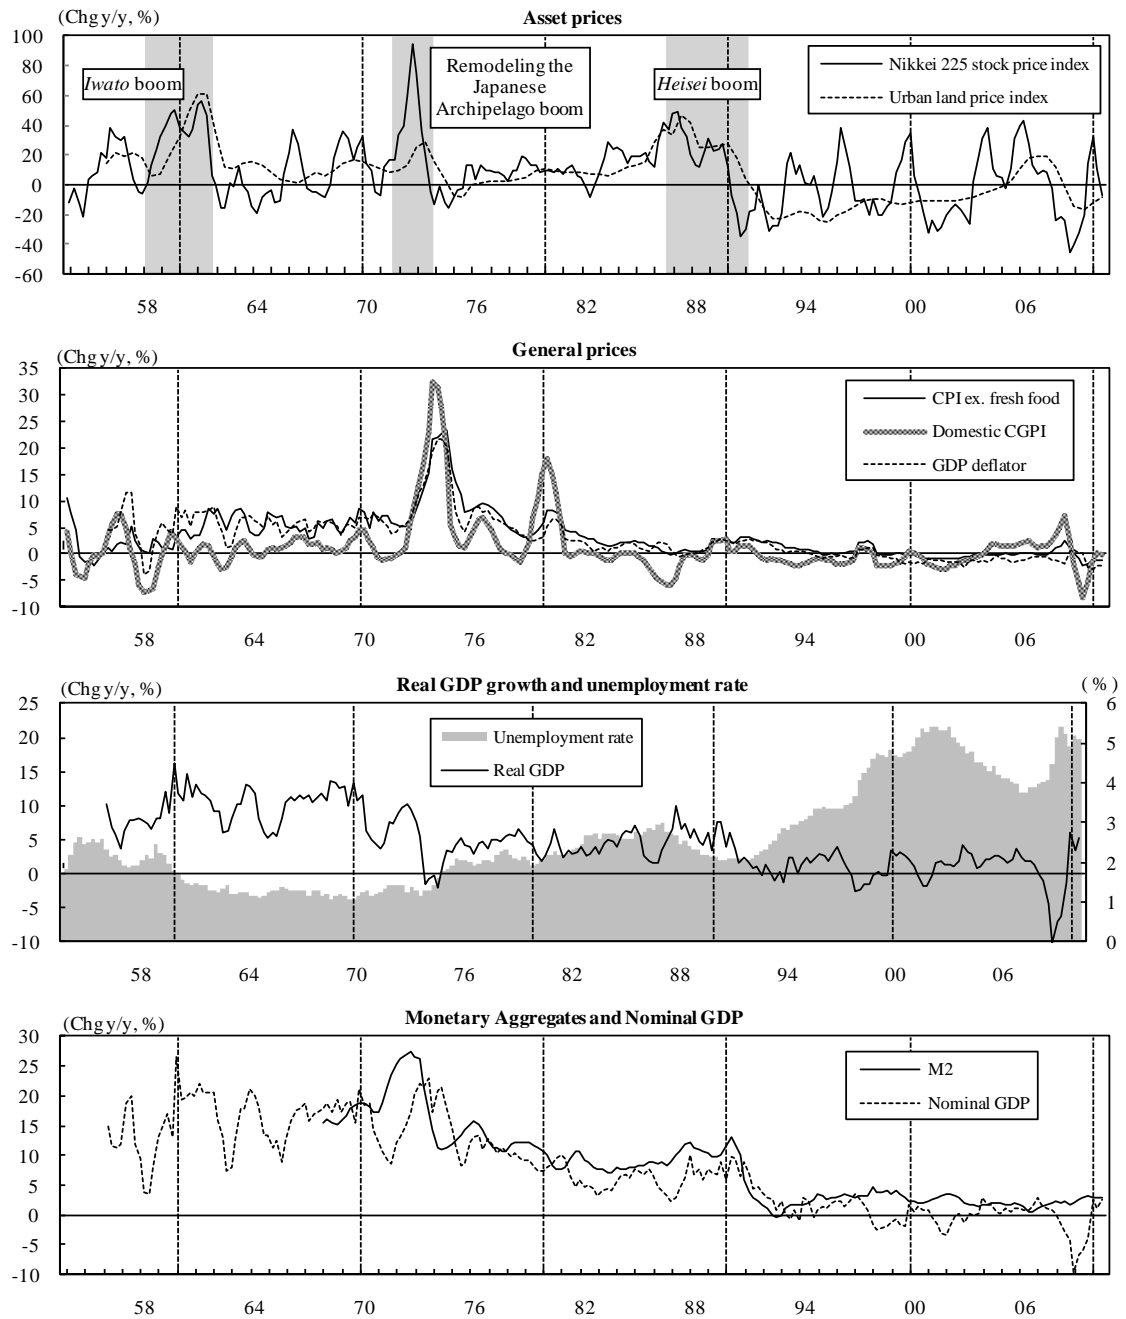 (Chg y/y, %)
Asset prices
100
80
60
40
20
0
-20
-40
-60
Iwato boom
Remodeling the
Japanese
Archipelago boom
Heisei boom
Nikkei 225 stock price index
Urban land price index
58 64 70 76 82 88 94 00 06
(Chg y/y, %)
General prices
35
30
25
20
15
10
5
0
-5
-10
CPI ex. fresh food
Domestic CGPI
GDP deflator
58 64 70 76 82 88 94 00 06
(Chg y/y, %)
Real GDP growth and unemployment rate
(%)
25
20
15
10
5
0
-5
-10
Unemployment rate
Real GDP
6
5
4
3
2
1
0
58 64 70 76 82 88 94 00 06
(Chg y/y, %)
Monetary Aggregates and Nominal GDP
30
25
20
15
10
5
0
-5
-10
M2
Nominal GDP
58 64 70 76 82 88 94 00 06